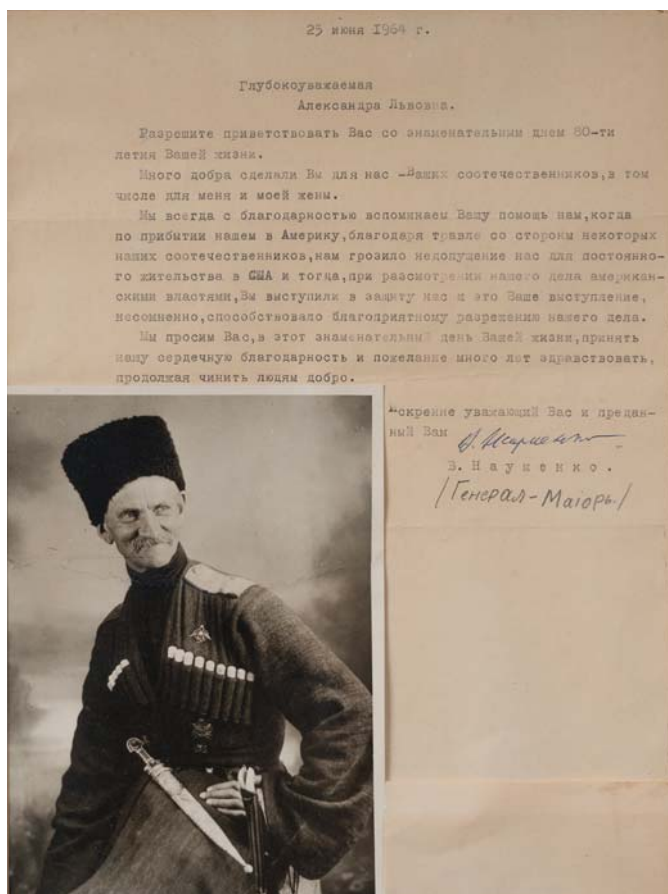 25 июня 1964 г.
Глубокоуважаемая
Александра Львовна.
Разрешите приветствовать Вас со знаменательным днем 80-ти
летия Вашей жизни.
Много добра сделали Вы для нас -Ваших соотечественников,в том
числе для меня и моей жены.
Мы всегда с благодарностью вспоминаем Вашу помощь нам,когда
по прибытии нашем в Америку,благодаря травле со стороны некоторых
наших соотечественников,нам грозило недопущение нас для постоянно-
го жительства в США и тогда,при разсмотрении нашего дела американ-
скими властями,Вы выступили в защиту нас и это Ваше выступление,
несомненно,способствовало благоприятному разрешению нашего дела.
Мы просим Вас,в этот знаменательный день Вашей жизни,принять
нашу сердечную благодарность и пожелание много лет здравствовать,
продолжая чинить людям добро.
Искренне уважающий Вас и предан-
ный Вам
В. Науменко
В. Науменко.
/Генерал-Маіоръ/